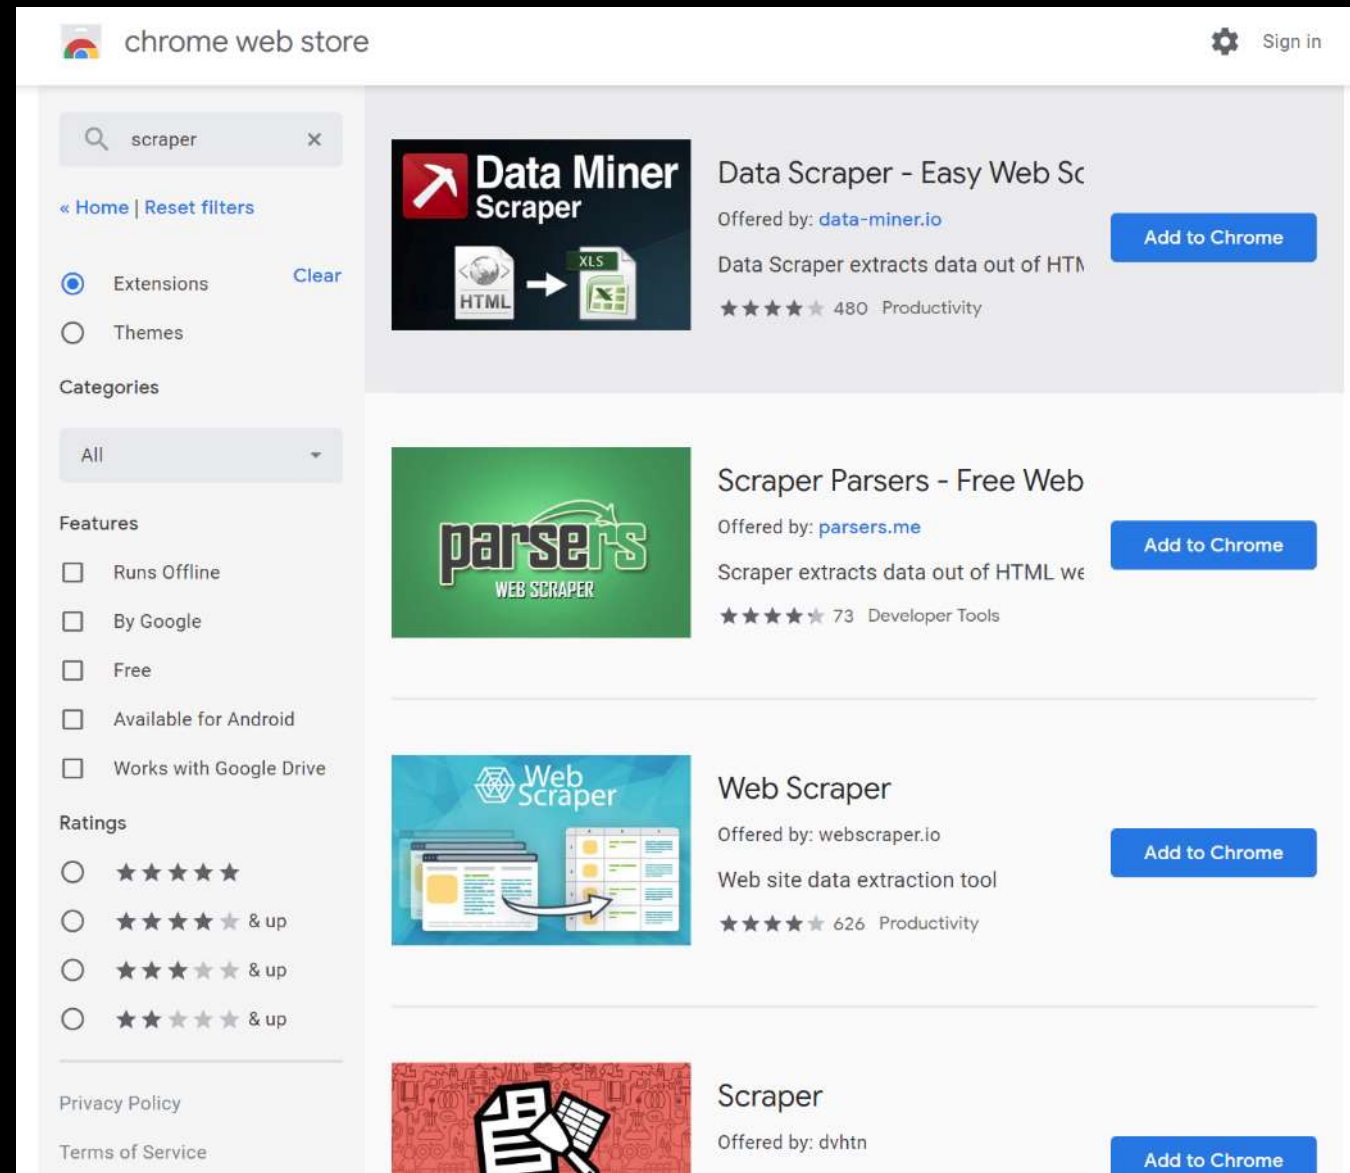 chrome web store
Sign in
scraper
« Home | Reset filters
Extensions
Clear
Themes
Categories
All
Features
Runs Offline
By Google
Free
Available for Android
Works with Google Drive
Ratings
& up
& up
& up
Privacy Policy
Terms of Service
Data Miner
Scraper
HTML
XLS
Data Scraper - Easy Web Sc
Offered by: data-miner.io
Data Scraper extracts data out of HTM
480 Productivity
Add to Chrome
parsers
WEB SCRAPER
Scraper Parsers - Free Web
Offered by: parsers.me
Scraper extracts data out of HTML we
73 Developer Tools
Add to Chrome
Web
Scraper
Web Scraper
Offered by: webscraper.io
Web site data extraction tool
626 Productivity
Add to Chrome
Scraper
Offered by: dvhtn
Add to Chrome